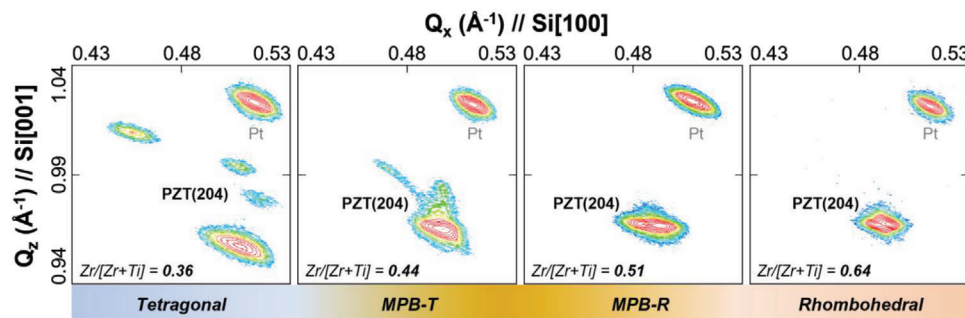 Qx (Å-1) // Si[100]
0.43 0.48 0.53 0.43 0.48 0.53 0.43 0.48 0.53 0.43 0.48 0.53
Qz (Å-1) // Si[001]
1.04
0.99
0.94
Pt Pt Pt Pt
PZT(204) PZT(204) PZT(204) PZT(204)
Zr/[Zr+Ti] = 0.36 Zr/[Zr+Ti] = 0.44 Zr/[Zr+Ti] = 0.51 Zr/[Zr+Ti] = 0.64
Tetragonal MPB-T MPB-R Rhombohedral